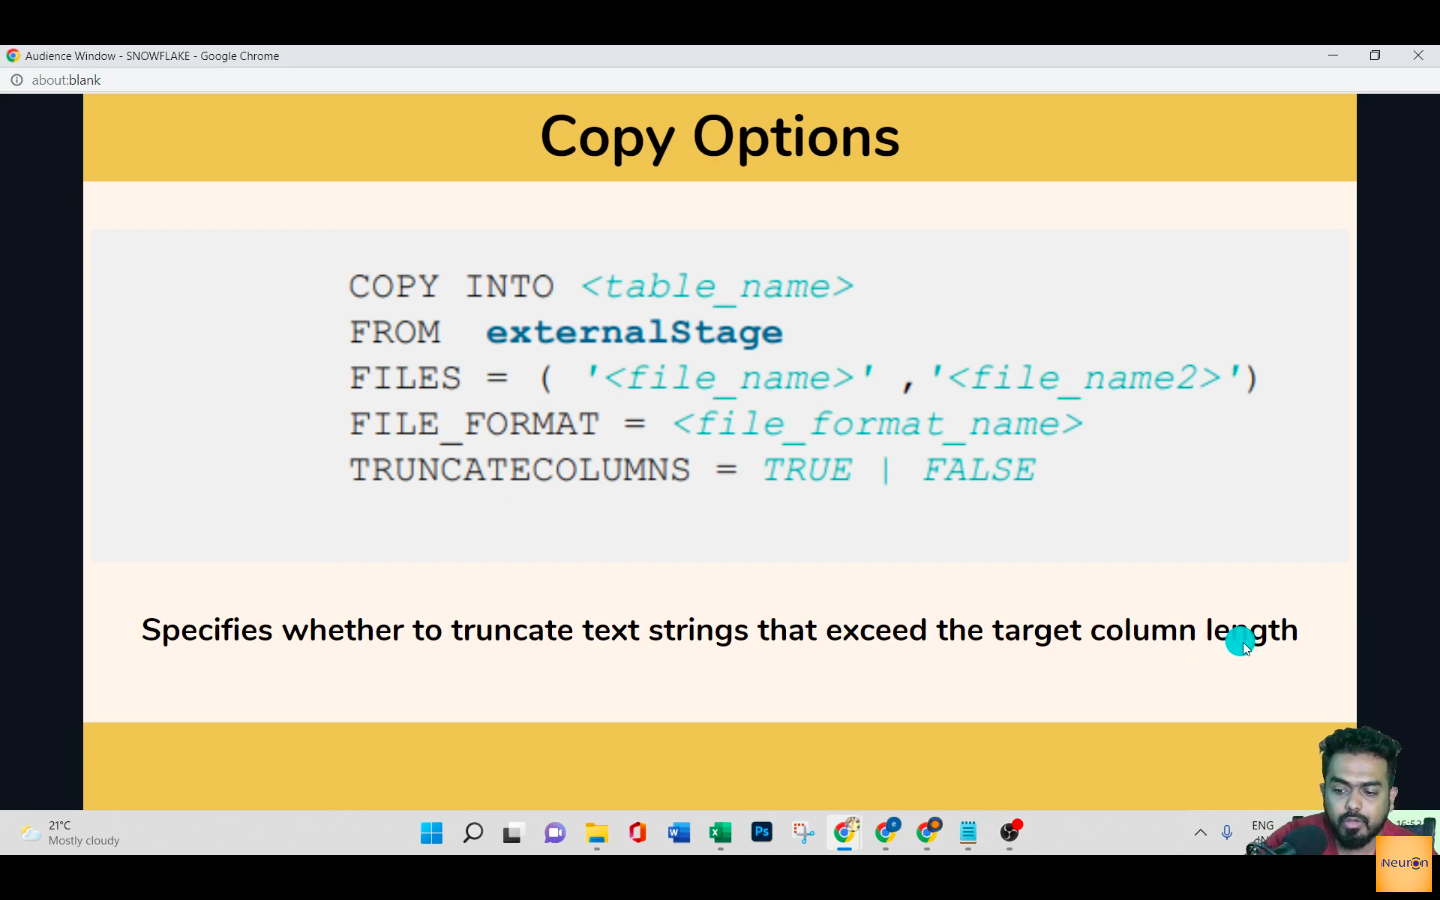 Audience Window - SNOWFLAKE - Google Chrome
about:blank
Copy Options
COPY INTO <table_name>
FROM externalStage
FILES = ( '<file_name>' ,'<file_name2>')
FILE_FORMAT = <file_format_name>
TRUNCATECOLUMNS = TRUE | FALSE
Specifies whether to truncate text strings that exceed the target column length
21°C
Mostly cloudy
ENG
Neuron